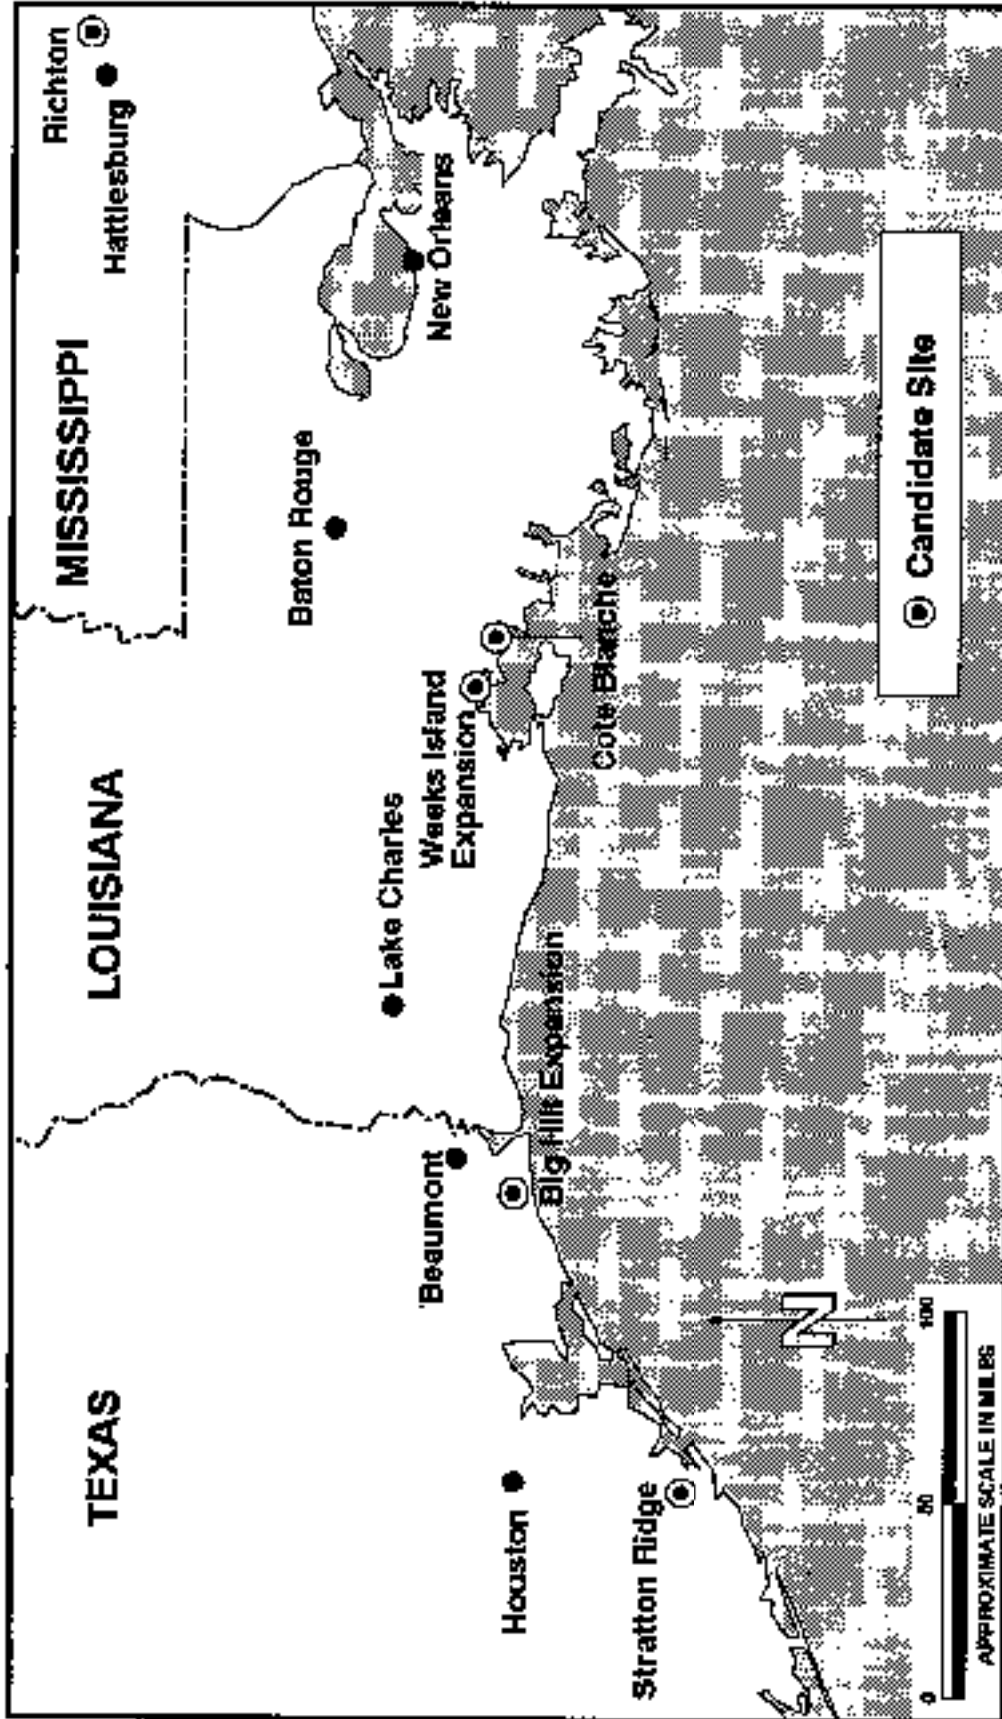 TEXAS
LOUISIANA
MISSISSIPPI
Richton
Hattlesburg
Baton Rouge
New Orleans
Lake Charles
Weeks Island
Expansion
'Beaumont
Houston
Big Hill Expansion
Cote Blanche
Stratton Ridge
N
Candidate Site
0 50 100
APPROXIMATE SCALE IN MILES